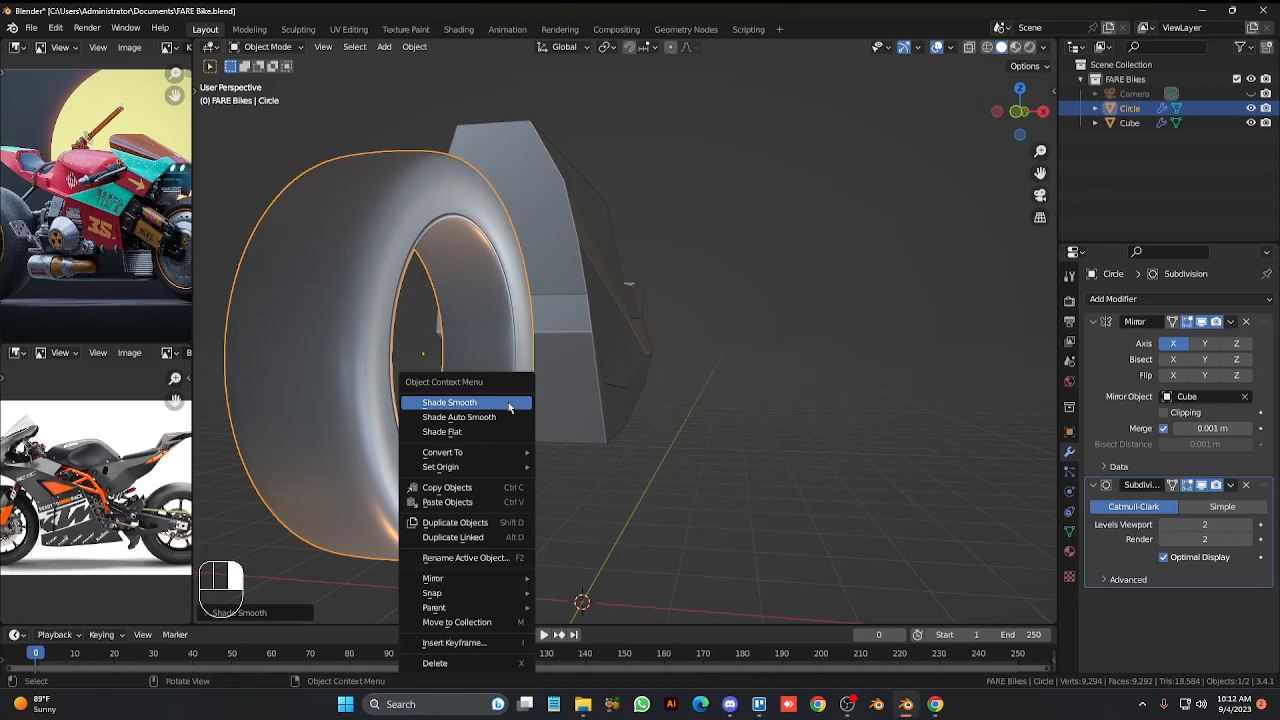 Blender* [C:\Users\Administrator\Documents\FARE Bikes\FARE Bike.blend]
File Edit Render Window Help
Layout Modeling Sculpting UV Editing Texture Paint Shading Animation Rendering Compositing Geometry Nodes Scripting +
Scene ViewLayer
View View Image Object Mode View Select Add Object Global
Options
User Perspective
(0) FARE Bikes | Circle
Scene Collection
FARE Bikes
Camera
Circle
Cube
X
Y
Circle > Subdivision
Add Modifier
Mirror
Axis X Y Z
Bisect X Y Z
Flip X Y Z
Mirror Object Cube
Clipping
Merge 0.001 m
Bisect Distance 0.001 m
Data
Subdivi...
Catmull-Clark Simple
Levels Viewport 2
Render 2
Optimal Display
Advanced
35
View View Image
Object Context Menu
Shade Smooth
Shade Auto Smooth
Shade Flat
Convert To
Set Origin
Copy Objects Ctrl C
Paste Objects Ctrl V
Duplicate Objects Shift D
Duplicate Linked Alt D
Rename Active Object... F2
Mirror
Snap
Parent
Move to Collection M
Insert Keyframe... I
Delete X
Shade Smooth
Playback Keying View Marker 0 Start 1 End 250
0 10 20 30 40 50 60 70 80 90 130 140 150 160 170 180 190 200 210 220 230 240 250
Select Rotate View Object Context Menu
FARE Bikes | Circle | Verts:9,294 | Faces:9,292 | Tris:18,584 | Objects:1/2 | 3.4.1
89°F
Sunny
Search
10:12 AM
9/4/2023